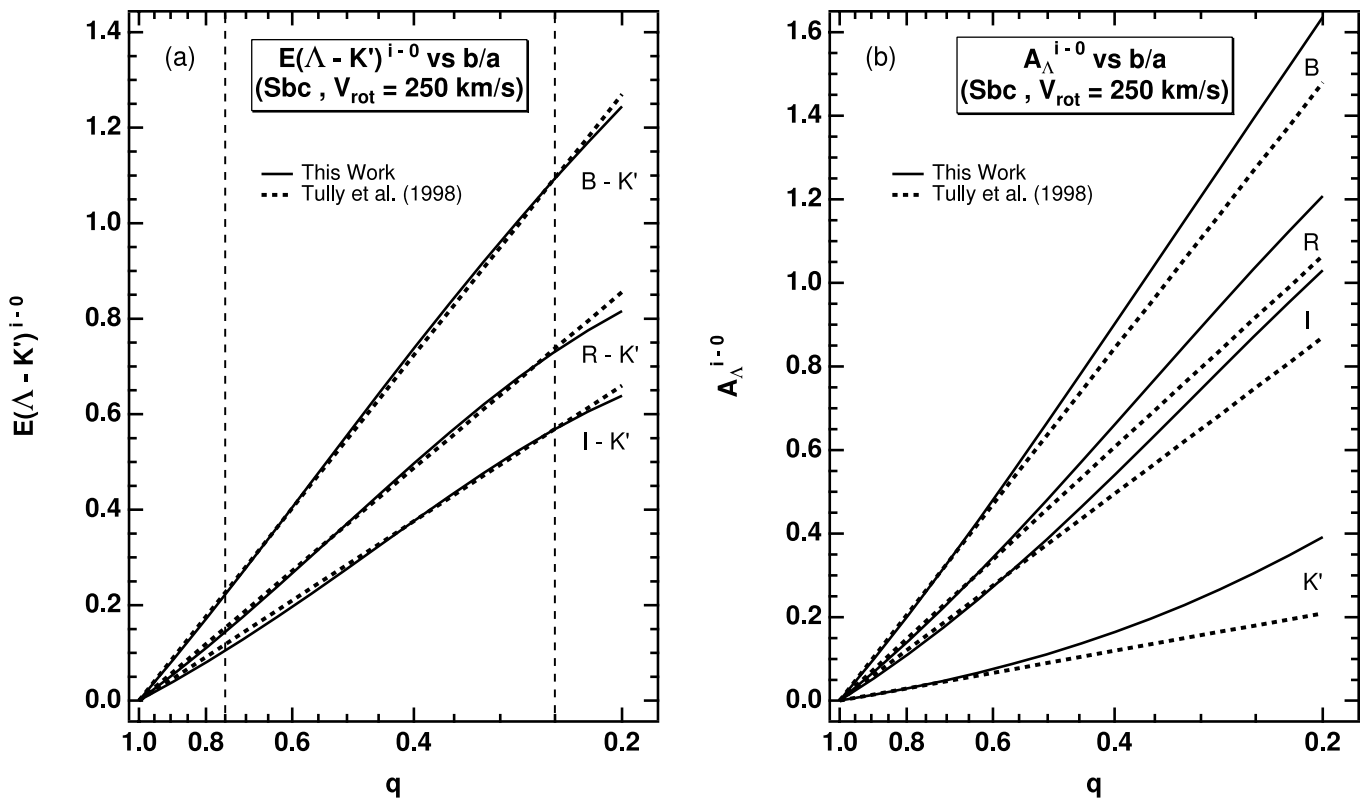 (a)
E(Λ - K')^{i - 0} vs b/a
(Sbc , V_{rot} = 250 km/s)
This Work
Tully et al. (1998)
B - K'
R - K'
I - K'
1.4
1.2
1.0
0.8
0.6
0.4
0.2
0.0
E(Λ - K')^{i - 0}
1.0 0.8 0.6 0.4 0.2
q
(b)
A_Λ^{i - 0} vs b/a
(Sbc , V_{rot} = 250 km/s)
This Work
Tully et al. (1998)
B
R
I
K'
1.6
1.4
1.2
1.0
0.8
0.6
0.4
0.2
0.0
A_Λ^{i - 0}
1.0 0.8 0.6 0.4 0.2
q